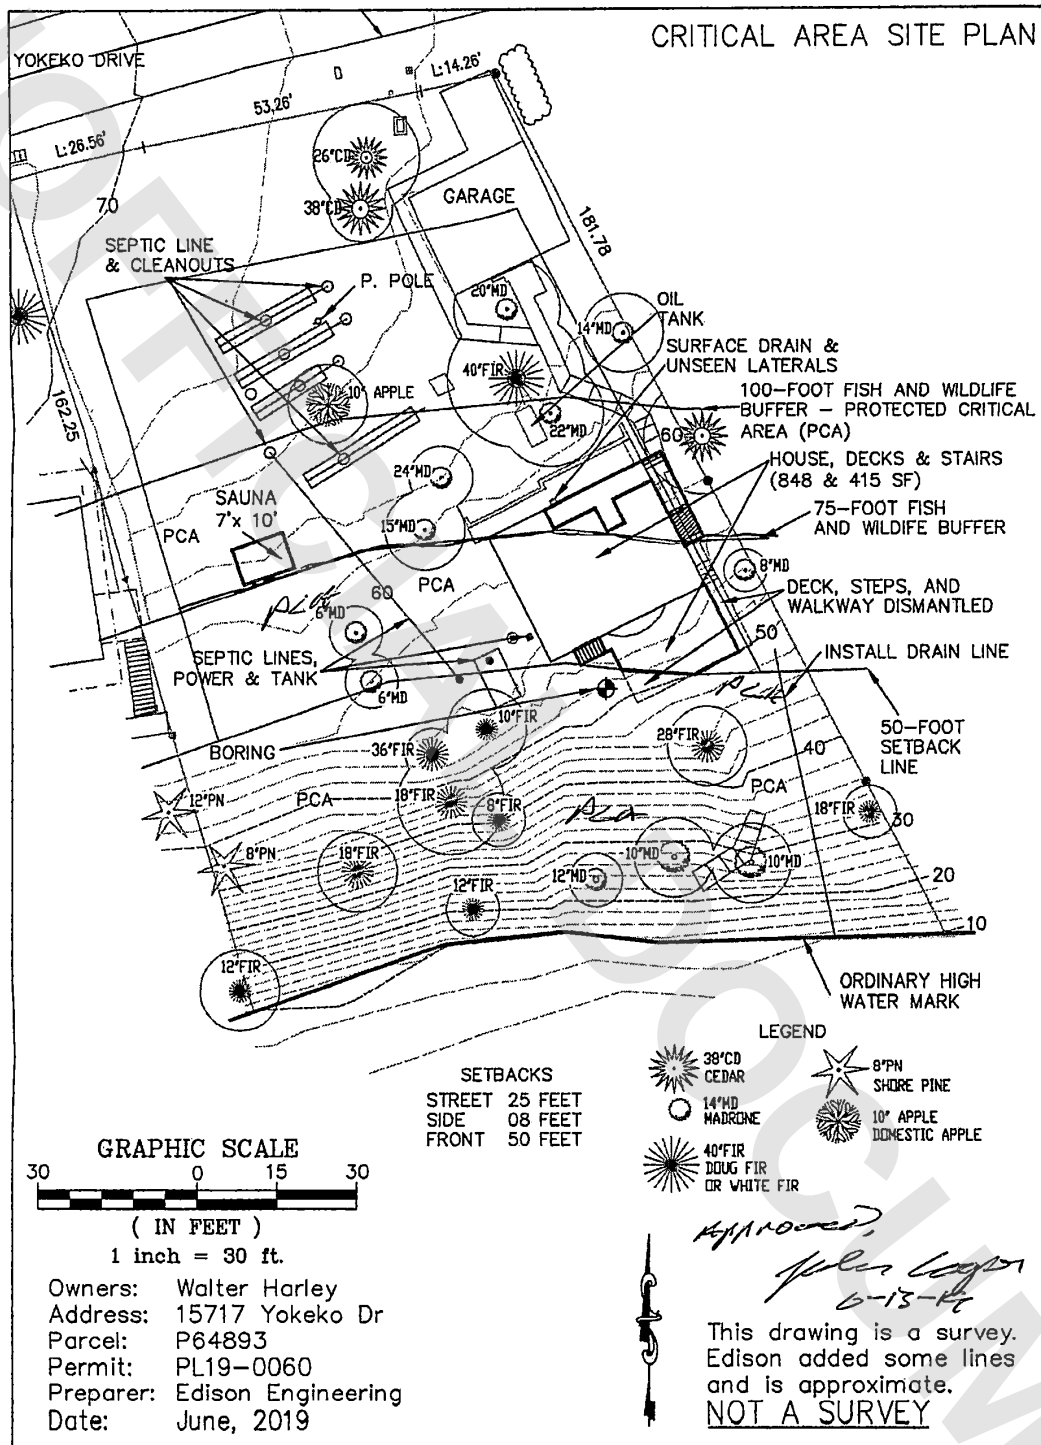 CRITICAL AREA SITE PLAN
YOKEKO DRIVE
L:14.26'
53.26'
L:26.56'
26"CD
38"CD
GARAGE
70
181.78
SEPTIC LINE
& CLEANOUTS
P. POLE
20"MD
14"MD
OIL
TANK
SURFACE DRAIN &
UNSEEN LATERALS
40"FIR
10" APPLE
100-FOOT FISH AND WILDLIFE
BUFFER - PROTECTED CRITICAL
AREA (PCA)
162.25
22"MD
60
HOUSE, DECKS & STAIRS
(848 & 415 SF)
24"MD
SAUNA
7'x 10'
15"MD
75-FOOT FISH
AND WILDIFE BUFFER
PCA
PCA
8"MD
60
DECK, STEPS, AND
WALKWAY DISMANTLED
6"MD
50
SEPTIC LINES,
POWER & TANK
INSTALL DRAIN LINE
6"MD
10"FIR
50-FOOT
SETBACK
LINE
BORING
36"FIR
28"FIR
40
PCA
12"PN
PCA
18"FIR
8"FIR
PCA
18"FIR
30
8"PN
18"FIR
10"MD
10"MD
12"MD
12"FIR
20
10
12"FIR
ORDINARY HIGH
WATER MARK
LEGEND
38"CD
CEDAR
8"PN
SHORE PINE
14"MD
MADRONE
10" APPLE
DOMESTIC APPLE
40"FIR
DOUG FIR
OR WHITE FIR
SETBACKS
STREET 25 FEET
SIDE 08 FEET
FRONT 50 FEET
GRAPHIC SCALE
30 0 15 30
( IN FEET )
1 inch = 30 ft.
Owners: Walter Harley
Address: 15717 Yokeko Dr
Parcel: P64893
Permit: PL19-0060
Preparer: Edison Engineering
Date: June, 2019
Approved,
This drawing is a survey.
Edison added some lines
and is approximate.
NOT A SURVEY